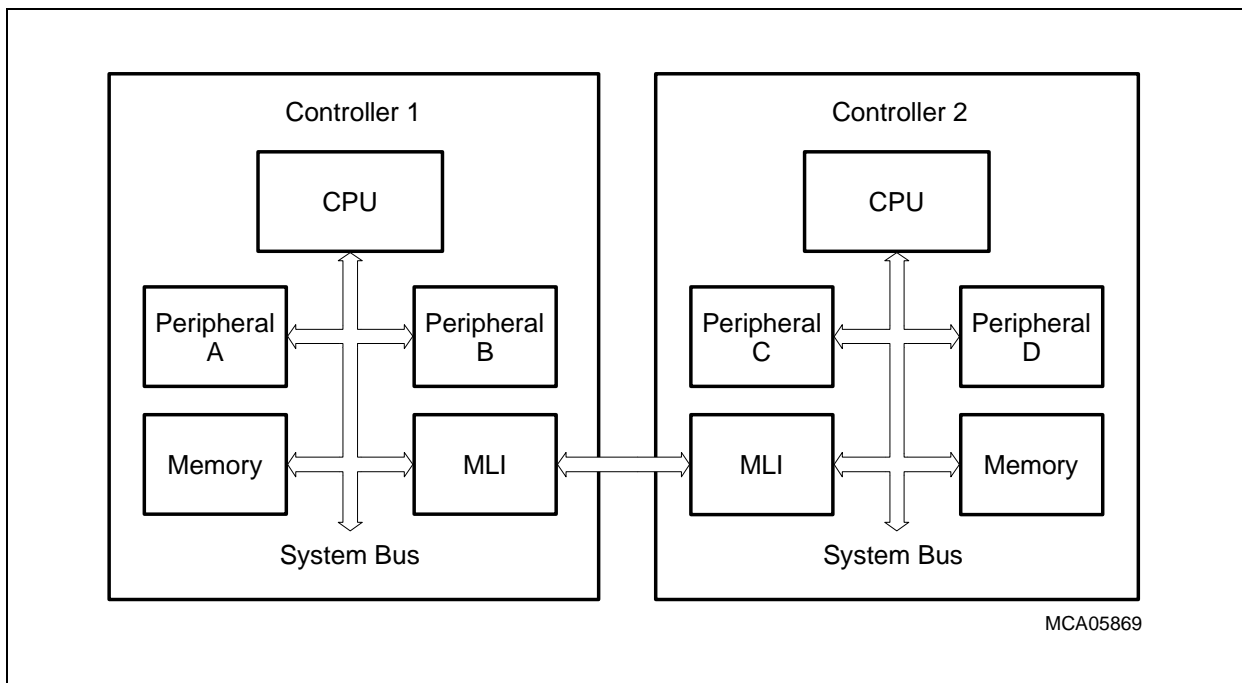 Controller 1
CPU
Peripheral
A
Peripheral
B
Memory
MLI
System Bus
Controller 2
CPU
Peripheral
C
Peripheral
D
MLI
Memory
System Bus
MCA05869